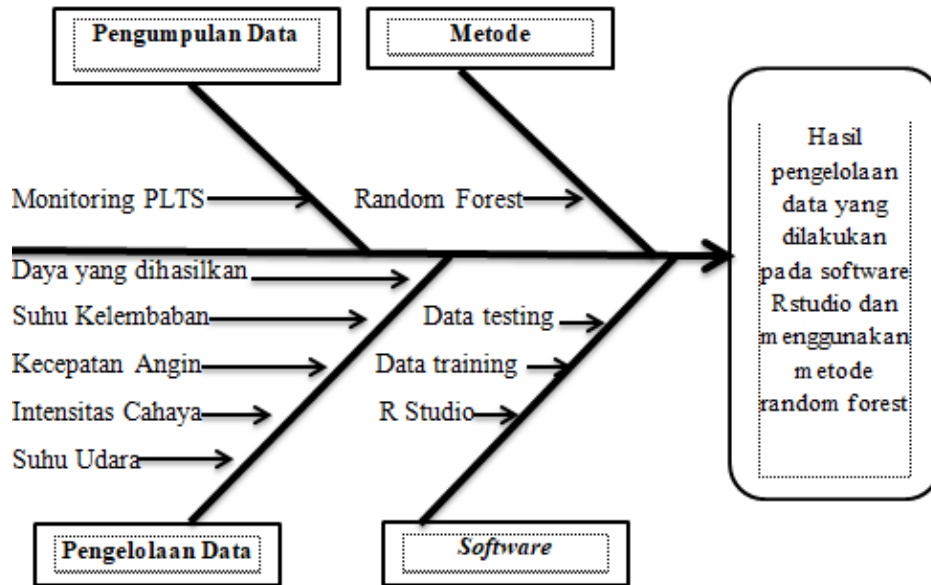 Pengumpulan Data
Metode
Monitoring PLTS
Random Forest
Daya yang dihasilkan
Suhu Kelembaban
Kecepatan Angin
Intensitas Cahaya
Suhu Udara
Data testing
Data training
R Studio
Pengelolaan Data
Software
Hasil
pengelolaan
data yang
dilakukan
pada software
Rstudio dan
menggunakan
metode
random forest